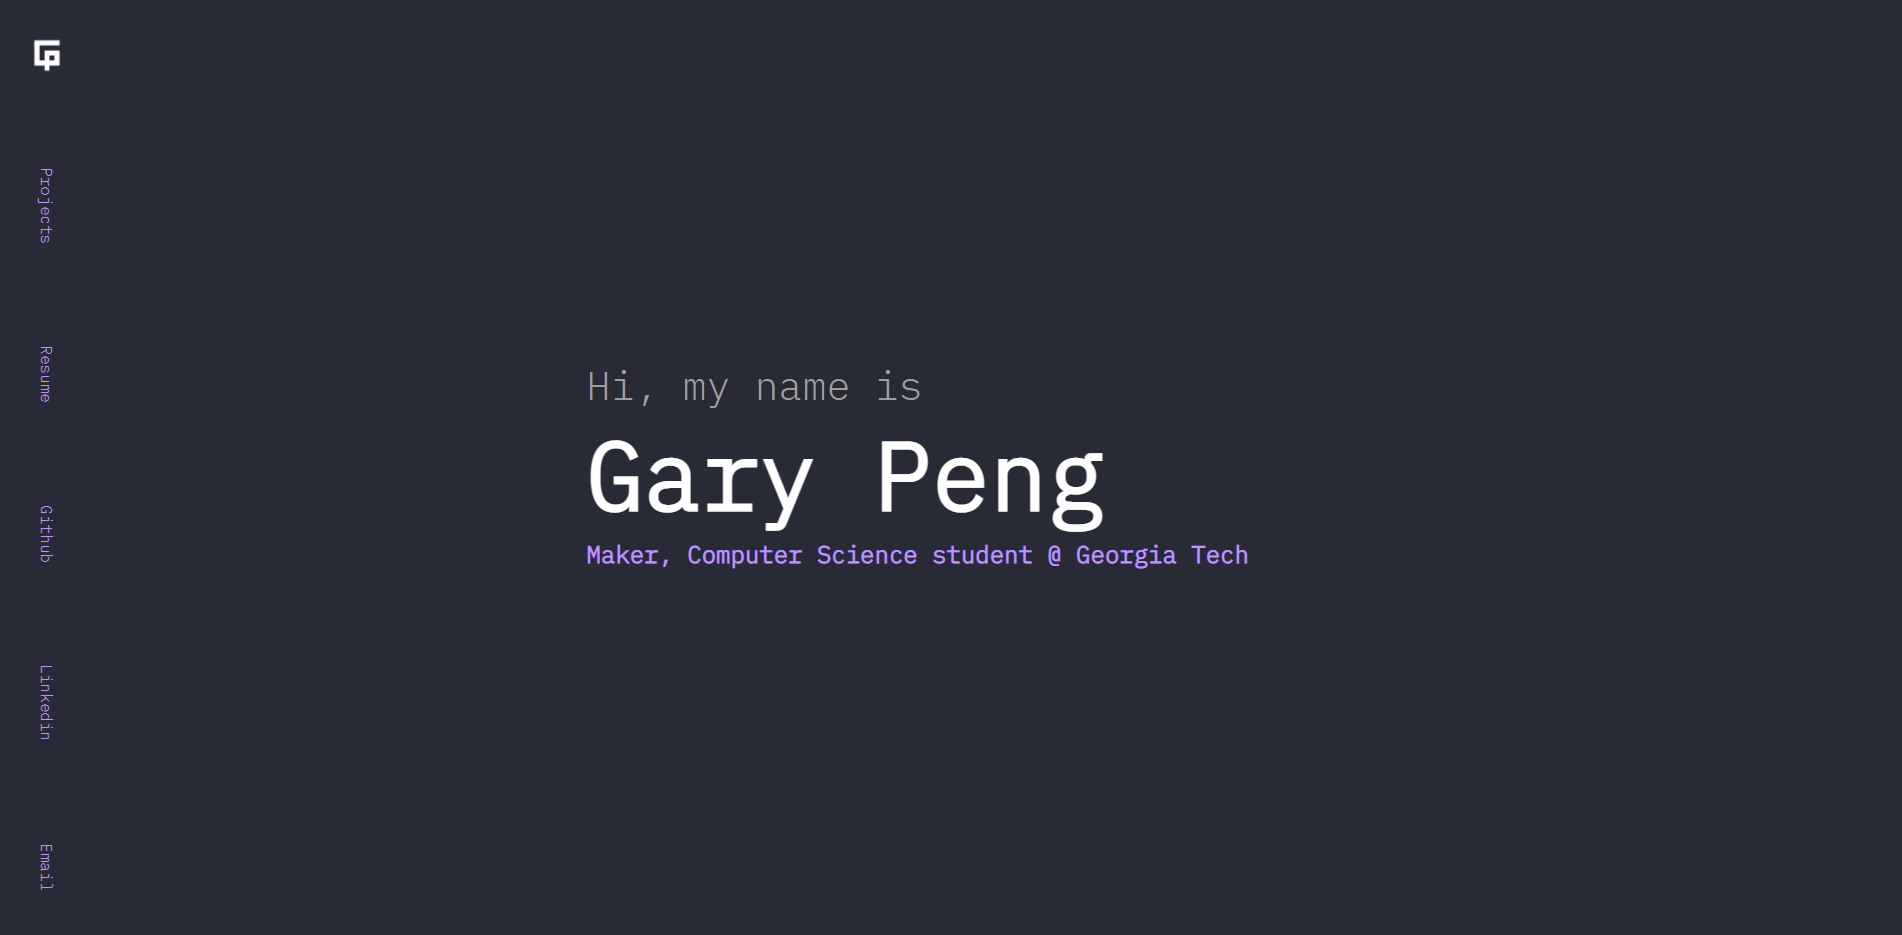 Projects
Resume
Github
Linkedin
Email
Hi, my name is
Gary Peng
Maker, Computer Science student @ Georgia Tech